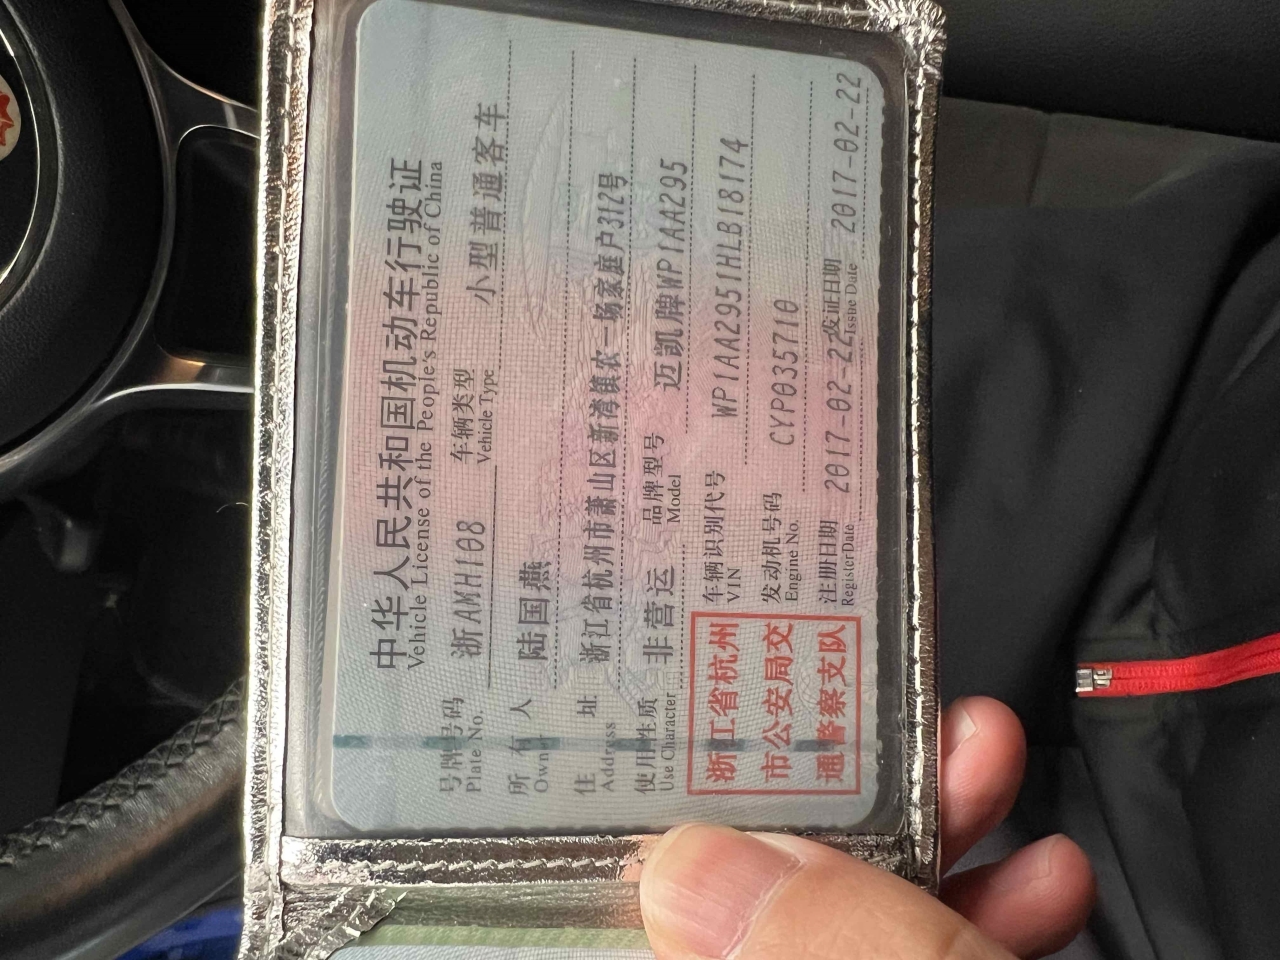 中华人民共和国机动车行驶证
Vehicle License of the People's Republic of China
号牌号码 浙AMH108 车辆类型 小型普通客车
Plate No. Vehicle Type
所有人 陆国燕
Owner
住址 浙江省杭州市萧山区新湾镇农一场家庭户312号
Address
使用性质 非营运 品牌型号 迈凯牌WP1AA295
Use Character Model
浙江省杭州
市公安局交
通警察支队
车辆识别代号 WP1AA2951HLB18174
VIN
发动机号码 CYP035710
Engine No.
注册日期 2017-02-22 发证日期 2017-02-22
Register Date Issue Date